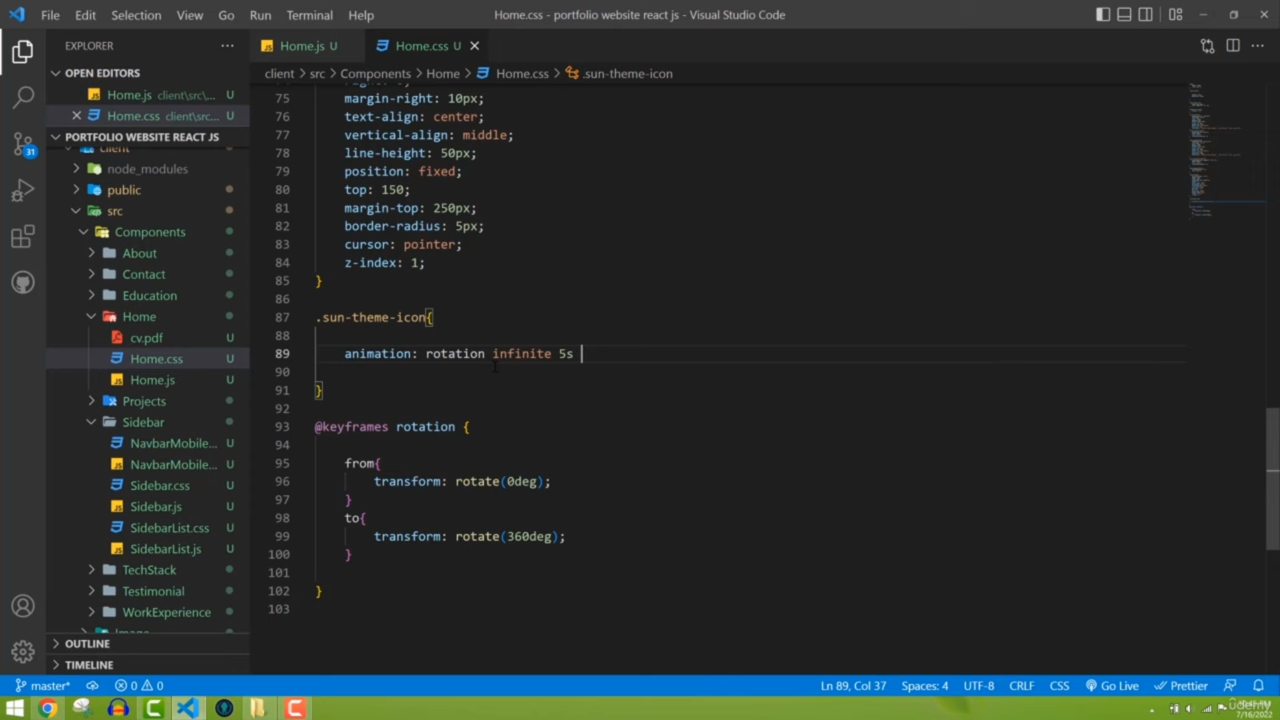 File Edit Selection View Go Run Terminal Help
Home.css - portfolio website react js - Visual Studio Code
EXPLORER
Home.js U
Home.css U
OPEN EDITORS
client > src > Components > Home > Home.css > .sun-theme-icon
Home.js client\src\... U
Home.css client\src... U
PORTFOLIO WEBSITE REACT JS
client
node_modules
public
src
Components
About
Contact
Education
Home
cv.pdf U
Home.css U
Home.js U
Projects
Sidebar
NavbarMobile... U
NavbarMobile... U
Sidebar.css U
Sidebar.js U
SidebarList.css U
SidebarList.js U
TechStack
Testimonial
WorkExperience
OUTLINE
TIMELINE
31
75 margin-right: 10px;
76 text-align: center;
77 vertical-align: middle;
78 line-height: 50px;
79 position: fixed;
80 top: 150;
81 margin-top: 250px;
82 border-radius: 5px;
83 cursor: pointer;
84 z-index: 1;
85 }
86
87 .sun-theme-icon{
88
89 animation: rotation infinite 5s
90
91 }
92
93 @keyframes rotation {
94
95 from{
96 transform: rotate(0deg);
97 }
98 to{
99 transform: rotate(360deg);
100 }
101
102 }
103
master* 0 0 Ln 89, Col 37 Spaces: 4 UTF-8 CRLF CSS Go Live Prettier
7/16/2022